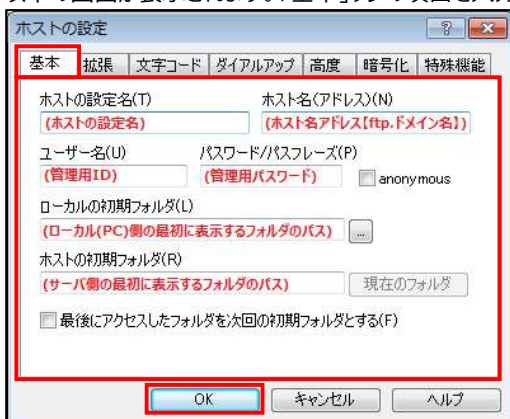 ホストの設定
基本 拡張 文字コード ダイアルアップ 高度 暗号化 特殊機能
ホストの設定名(T) ホスト名(アドレス)(N)
(ホストの設定名) (ホスト名アドレス【ftp.ドメイン名】)
ユーザー名(U) パスワード/パスフレーズ(P)
(管理用ID) (管理用パスワード) anonymous
ローカルの初期フォルダ(L)
(ローカル(PC)側の最初に表示するフォルダのパス) ...
ホストの初期フォルダ(R)
(サーバ側の最初に表示するフォルダのパス) 現在のフォルダ
最後にアクセスしたフォルダを次回の初期フォルダとする(F)
OK キャンセル ヘルプ